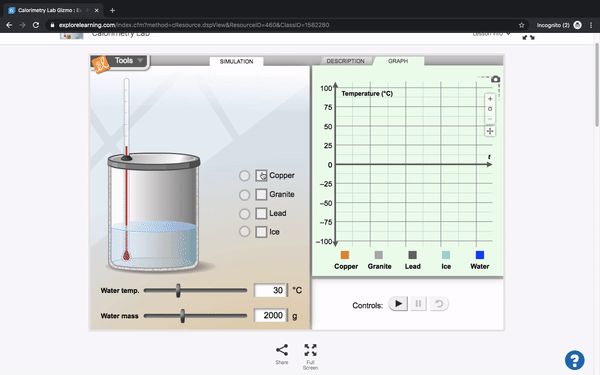 Calorimetry Lab Gizmo : Ex
explorelearning.com/index.cfm?method=cResource.dspView&ResourceID=460&ClassID=1582280
Incognito (2)
Calorimetry Lab
Lesson Info
Tools
SIMULATION
DESCRIPTION
GRAPH
Copper
Granite
Lead
Ice
Water temp.
30 °C
Water mass
2000 g
Temperature (°C)
100
75
50
25
0
−25
−50
−75
−100
t
Copper Granite Lead Ice Water
Controls:
Share
Full
Screen
?